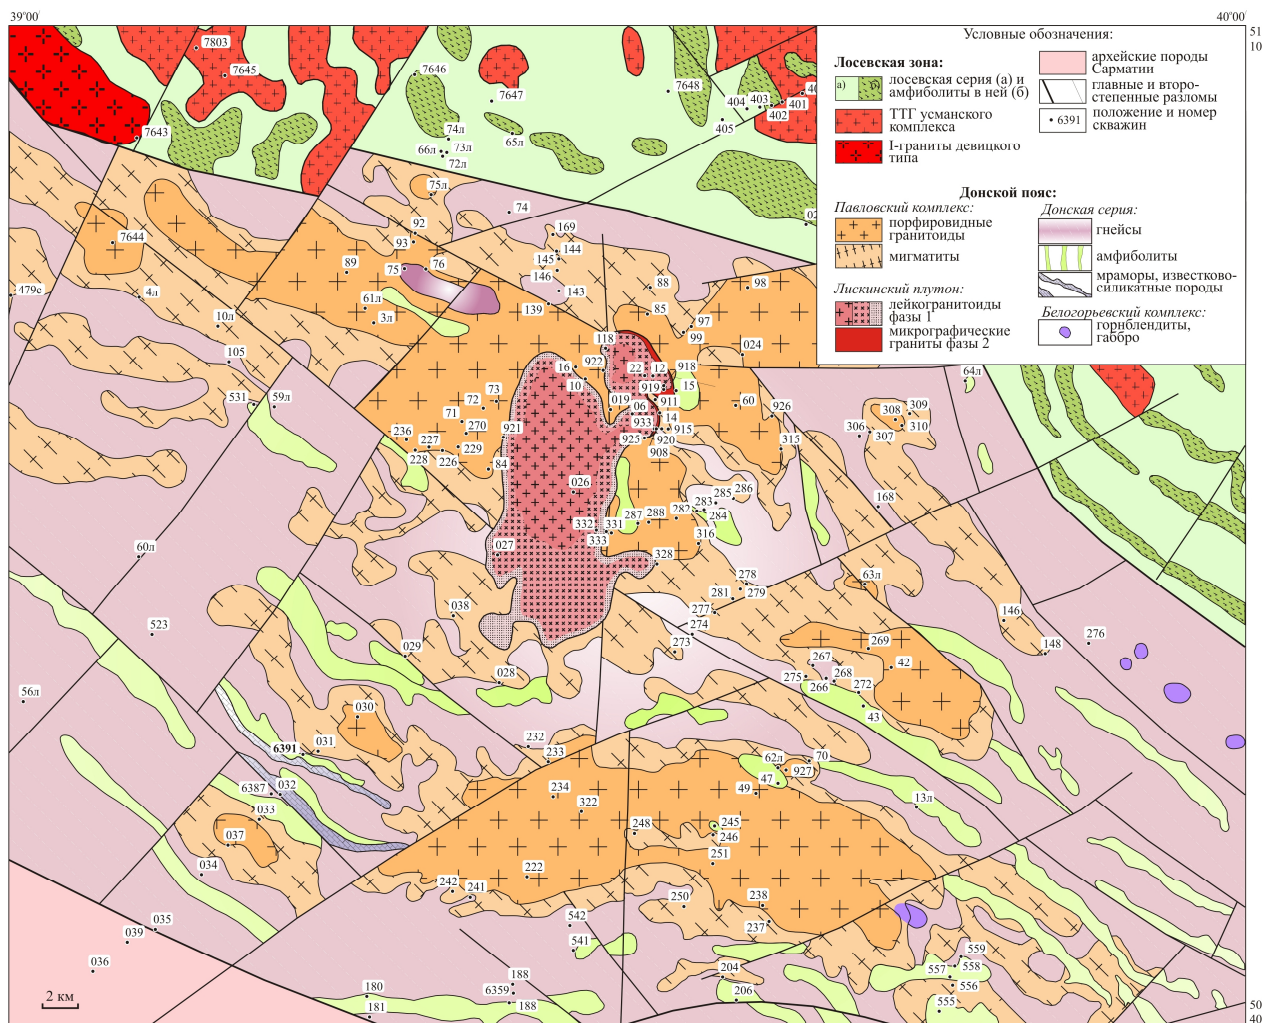 39°00'
40°00'
51
10
Условные обозначения:
Лосевская зона:
а)
б)
лосевская серия (а) и
амфиболиты в ней (б)
ТТГ усманского
комплекса
I-граниты девицкого
типа
архейские породы
Сарматии
главные и второ-
степенные разломы
6391
положение и номер
скважин
Донской пояс:
Павловский комплекс:
порфировидные
гранитоиды
мигматиты
Лискинский плутон:
лейкогранитоиды
фазы 1
микрографические
граниты фазы 2
Донская серия:
гнейсы
амфиболиты
мраморы, известково-
силикатные породы
Белогорьевский комплекс:
горнблендиты,
габбро
7803
7645
7646
7647
7648
404
403
401
402
405
7643
74л
66л
73л
72л
65л
75л
74
92
93
169
144
145
146
143
139
7644
89
75
76
88
98
479с
4л
61л
3л
85
97
99
10л
118
024
105
16
922
22
12
918
10
919
15
64л
531
59л
73
72
019
06
911
60
926
308
309
71
270
933
14
306
307
310
236
227
921
925
920
915
315
228
226
229
908
84
026
285
286
283
168
332
331
287
288
282
284
333
316
60л
027
328
278
63л
281
279
038
277
146
523
274
276
029
273
269
148
267
42
028
275
268
266
272
56л
030
43
232
031
6391
233
62л
70
927
6387
032
234
47
49
033
322
13л
037
248
245
246
251
034
222
242
241
250
238
035
542
237
039
541
559
036
204
557
558
188
180
6359
206
556
181
188
555
2 км
50
40